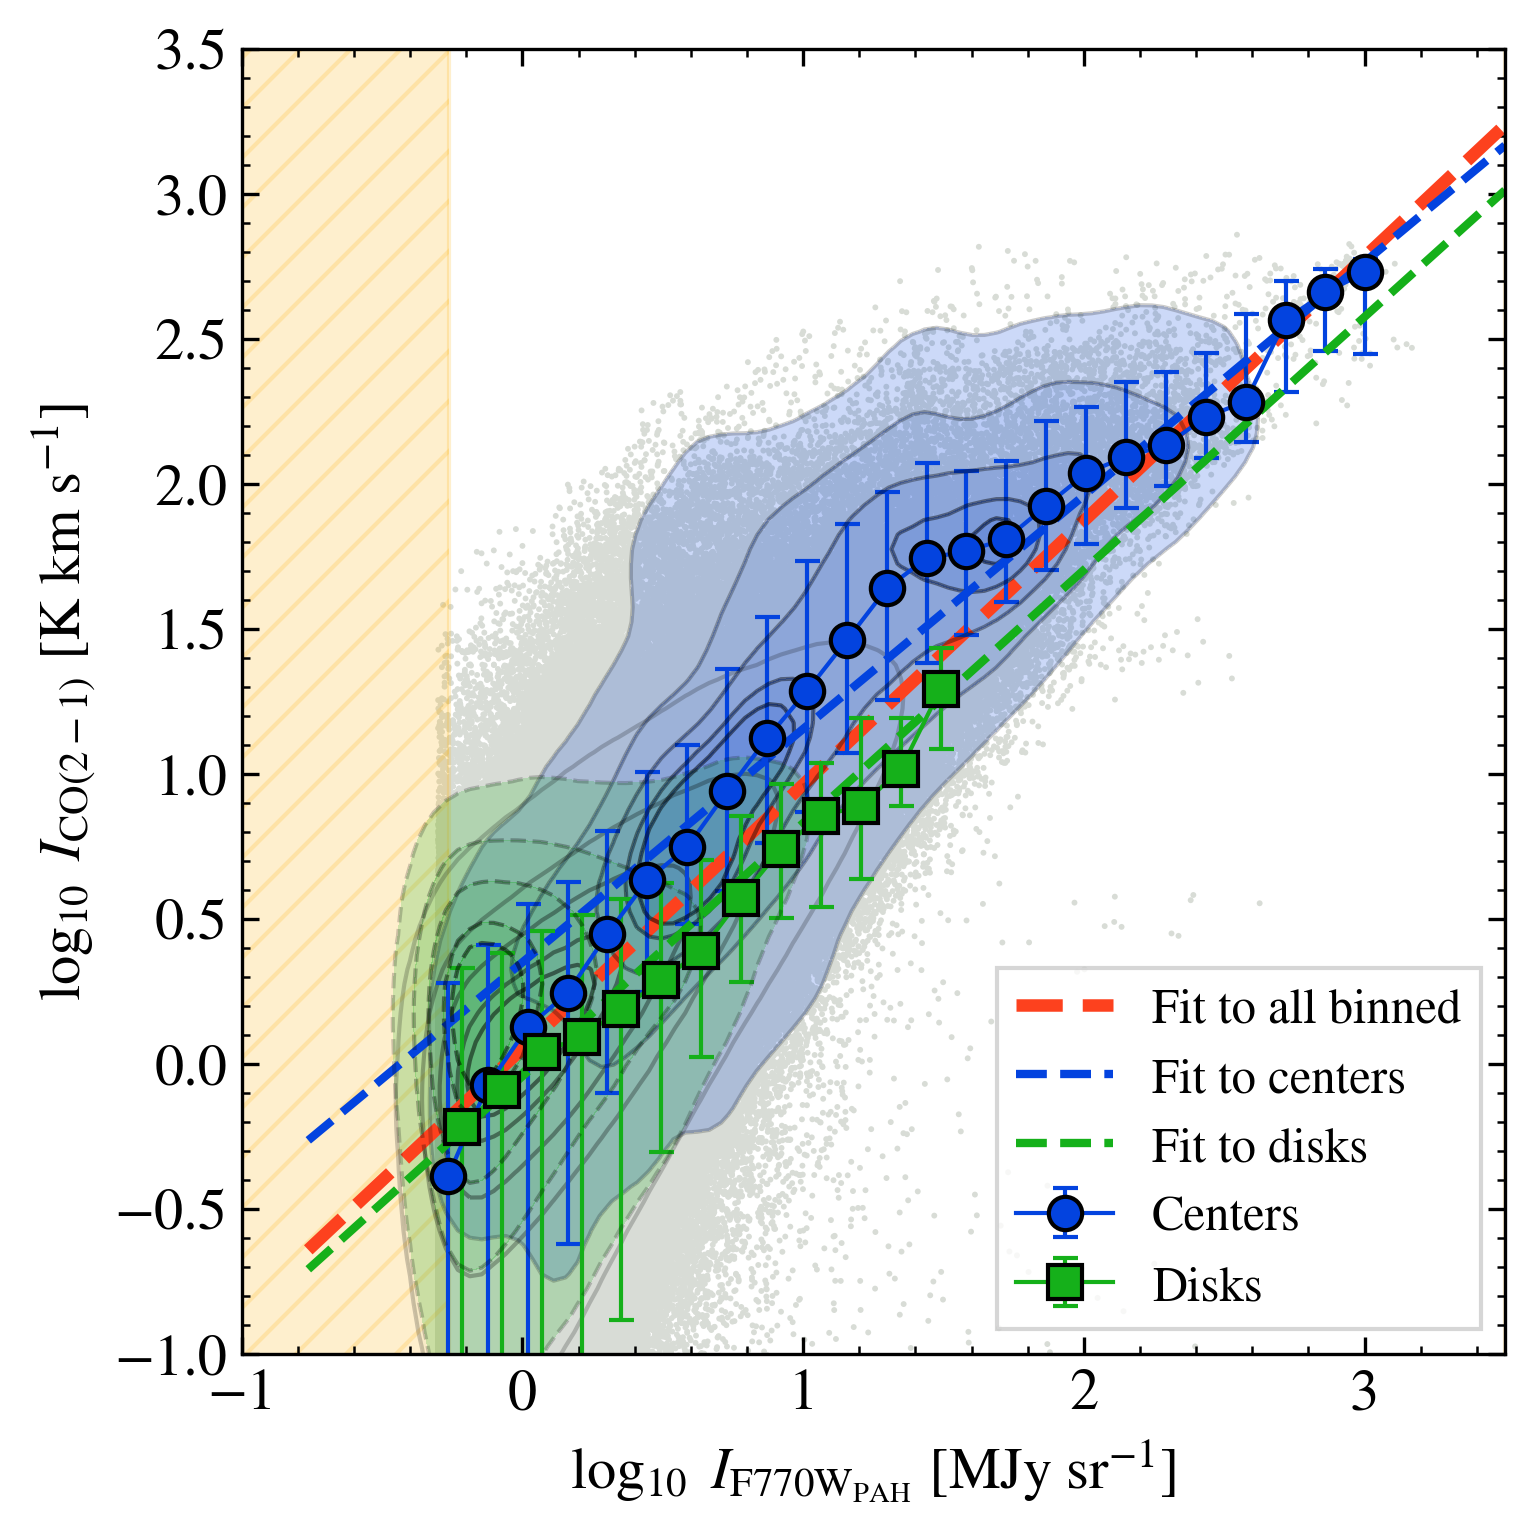 3.5
3.0
2.5
2.0
1.5
1.0
0.5
0.0
−0.5
−1.0
−1 0 1 2 3
log₁₀ I_CO(2−1) [K km s⁻¹]
log₁₀ I_F770W_PAH [MJy sr⁻¹]
Fit to all binned
Fit to centers
Fit to disks
Centers
Disks